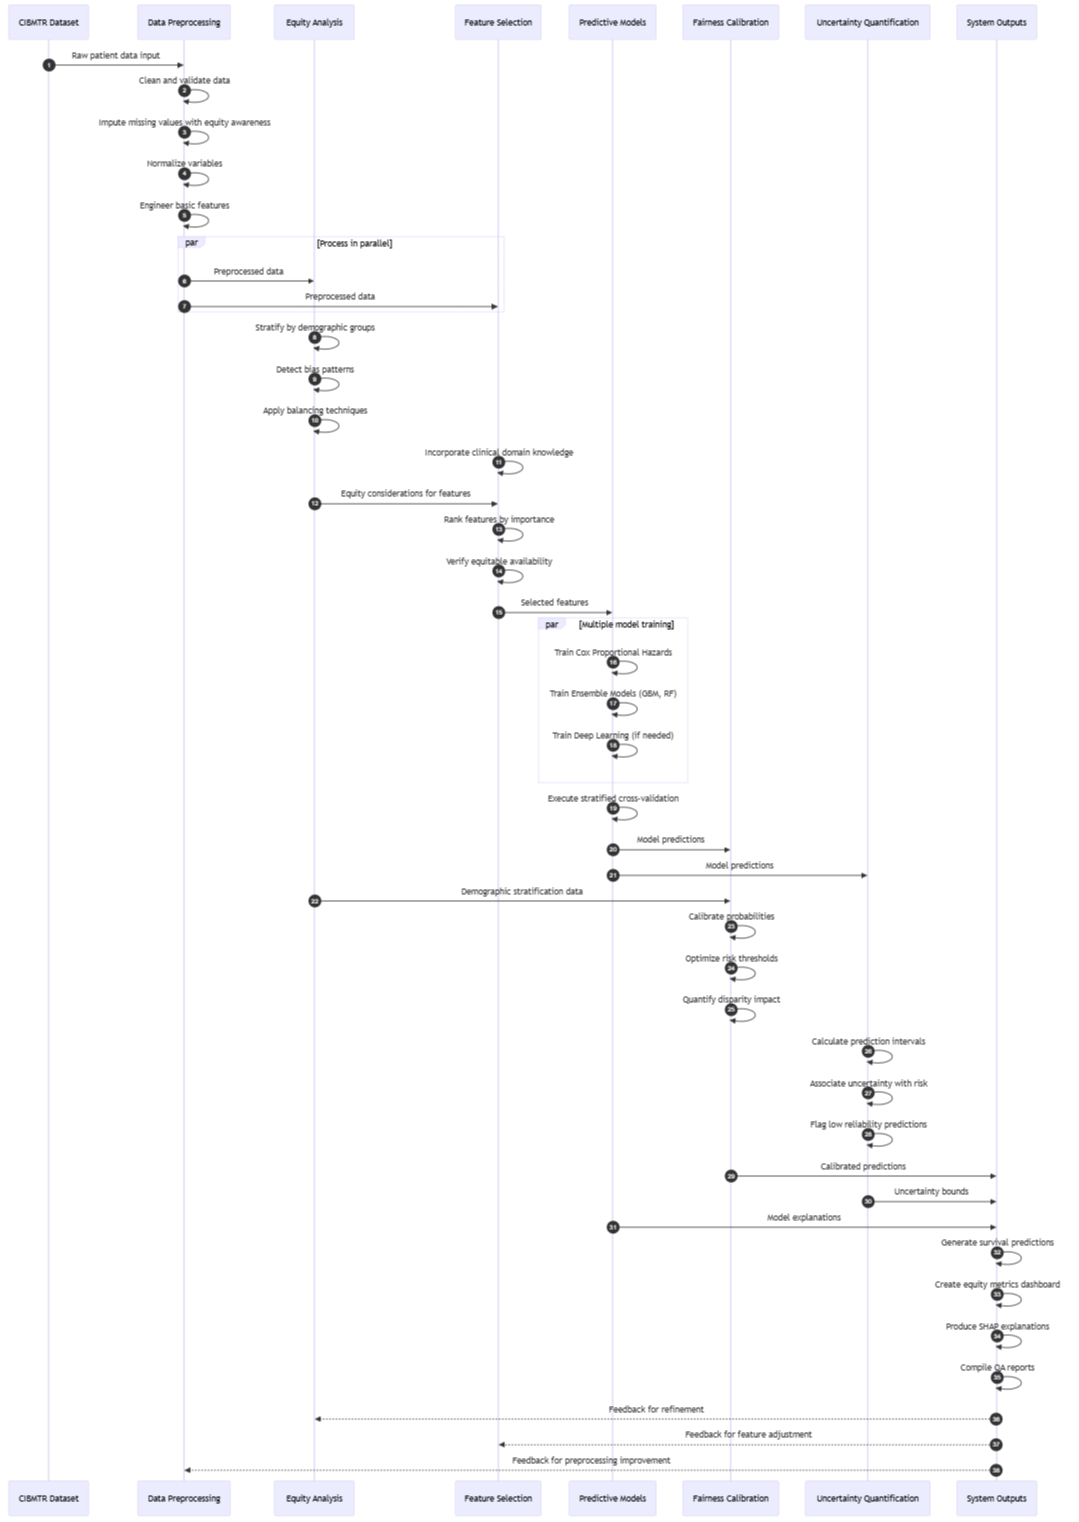 CIBMTR Dataset
Data Preprocessing
Equity Analysis
Feature Selection
Predictive Models
Fairness Calibration
Uncertainty Quantification
System Outputs
Raw patient data input
1
Clean and validate data
2
Impute missing values with equity awareness
3
Normalize variables
4
Engineer basic features
5
par
[Process in parallel]
Preprocessed data
6
Preprocessed data
7
Stratify by demographic groups
8
Detect bias patterns
9
Apply balancing techniques
10
Incorporate clinical domain knowledge
11
Equity considerations for features
12
Rank features by importance
13
Verify equitable availability
14
Selected features
15
par
[Multiple model training]
Train Cox Proportional Hazards
16
Train Ensemble Models (GBM, RF)
17
Train Deep Learning (if needed)
18
Execute stratified cross-validation
19
Model predictions
20
Model predictions
21
Demographic stratification data
22
Calibrate probabilities
23
Optimize risk thresholds
24
Quantify disparity impact
25
Calculate prediction intervals
26
Associate uncertainty with risk
27
Flag low reliability predictions
28
Calibrated predictions
29
Uncertainty bounds
30
Model explanations
31
Generate survival predictions
32
Create equity metrics dashboard
33
Produce SHAP explanations
34
Compile QA reports
35
Feedback for refinement
36
Feedback for feature adjustment
37
Feedback for preprocessing improvement
38
CIBMTR Dataset
Data Preprocessing
Equity Analysis
Feature Selection
Predictive Models
Fairness Calibration
Uncertainty Quantification
System Outputs